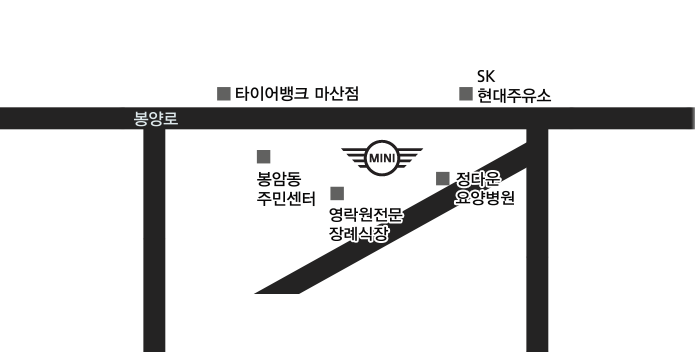 SK
타이어뱅크 마산점
현대주유소
봉양로
MINI
봉암동
주민센터
정다운
요양병원
영락원전문
장례식장